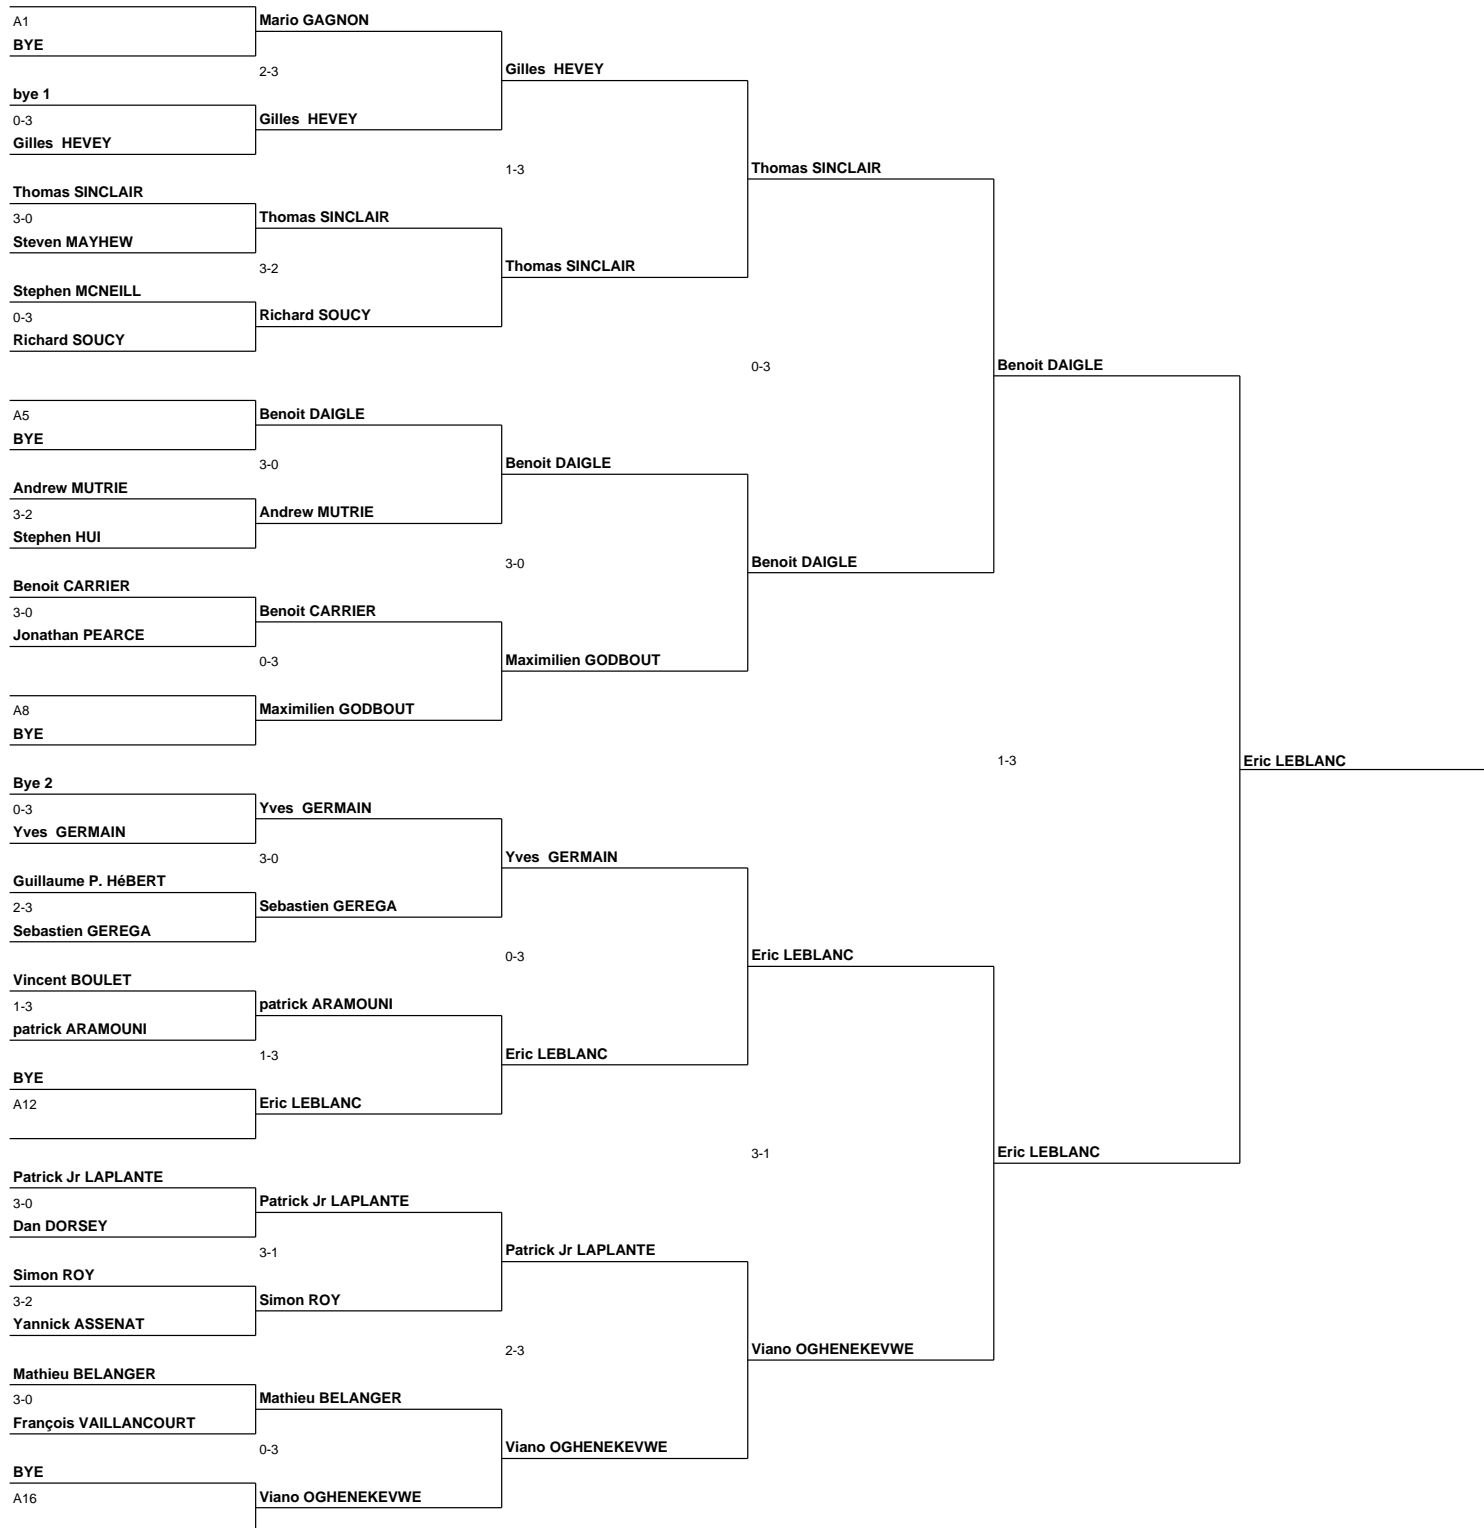 A1
BYE
Mario GAGNON
2-3
bye 1
0-3
Gilles HEVEY
Gilles HEVEY
Gilles HEVEY
1-3
Thomas SINCLAIR
3-0
Steven MAYHEW
Thomas SINCLAIR
3-2
Stephen MCNEILL
0-3
Richard SOUCY
Richard SOUCY
Thomas SINCLAIR
Thomas SINCLAIR
0-3
A5
BYE
Benoit DAIGLE
3-0
Andrew MUTRIE
3-2
Stephen HUI
Andrew MUTRIE
Benoit DAIGLE
3-0
Benoit CARRIER
3-0
Jonathan PEARCE
Benoit CARRIER
0-3
A8
BYE
Maximilien GODBOUT
Maximilien GODBOUT
Benoit DAIGLE
Benoit DAIGLE
1-3
Bye 2
0-3
Yves GERMAIN
Yves GERMAIN
3-0
Guillaume P. HéBERT
2-3
Sebastien GEREGA
Sebastien GEREGA
Yves GERMAIN
0-3
Vincent BOULET
1-3
patrick ARAMOUNI
patrick ARAMOUNI
1-3
BYE
A12
Eric LEBLANC
Eric LEBLANC
Eric LEBLANC
3-1
Patrick Jr LAPLANTE
3-0
Dan DORSEY
Patrick Jr LAPLANTE
3-1
Simon ROY
3-2
Yannick ASSENAT
Simon ROY
Patrick Jr LAPLANTE
2-3
Mathieu BELANGER
3-0
François VAILLANCOURT
Mathieu BELANGER
0-3
BYE
A16
Viano OGHENEKEVWE
Viano OGHENEKEVWE
Viano OGHENEKEVWE
Eric LEBLANC
Eric LEBLANC